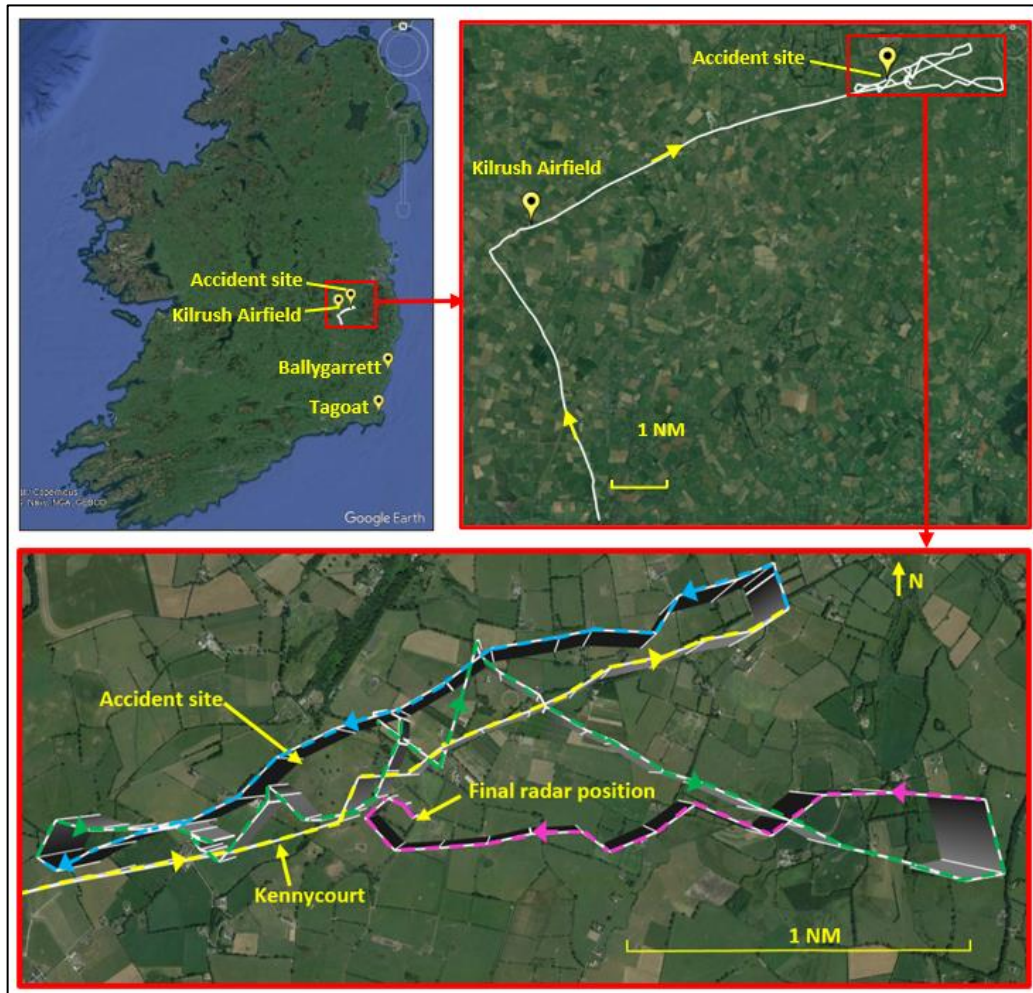 N
Accident site
Kilrush Airfield
Ballygarrett
Tagoat
Google Earth
Accident site
Kilrush Airfield
1 NM
N
Accident site
Final radar position
Kennycourt
1 NM